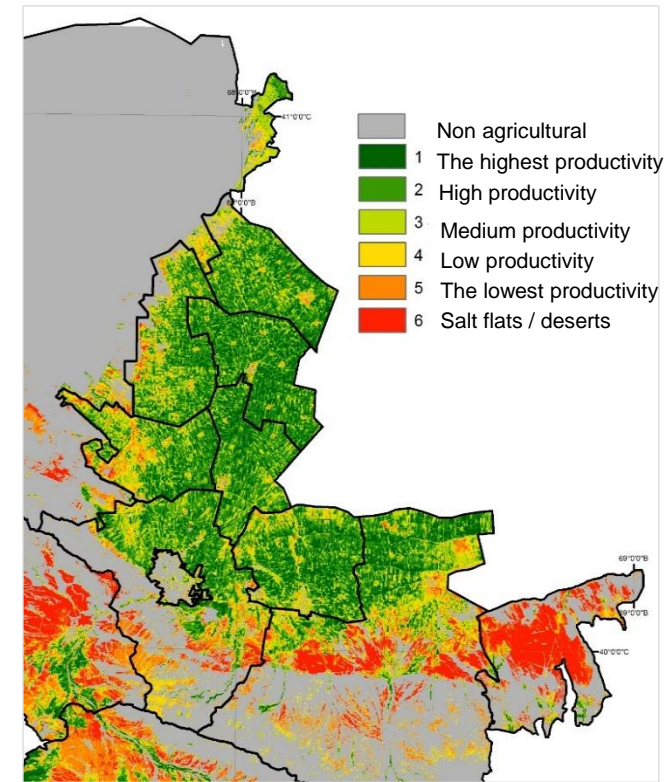 1
41°0'0"C
Non agricultural
1 The highest productivity
2 High productivity
3 Medium productivity
4 Low productivity
5 The lowest productivity
6 Salt flats / deserts
69°0'0"B
40°0'0"C